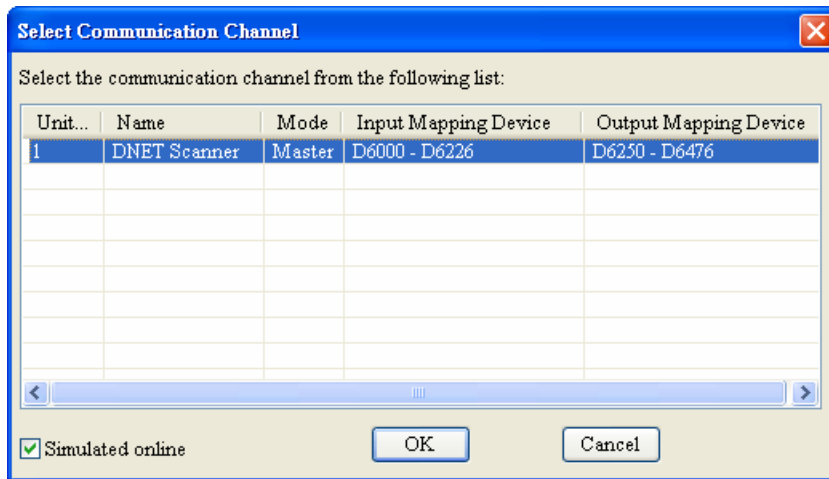 Select Communication Channel
Select the communication channel from the following list:
Unit... Name Mode Input Mapping Device Output Mapping Device
1 DNET Scanner Master D6000 - D6226 D6250 - D6476
Simulated online OK Cancel